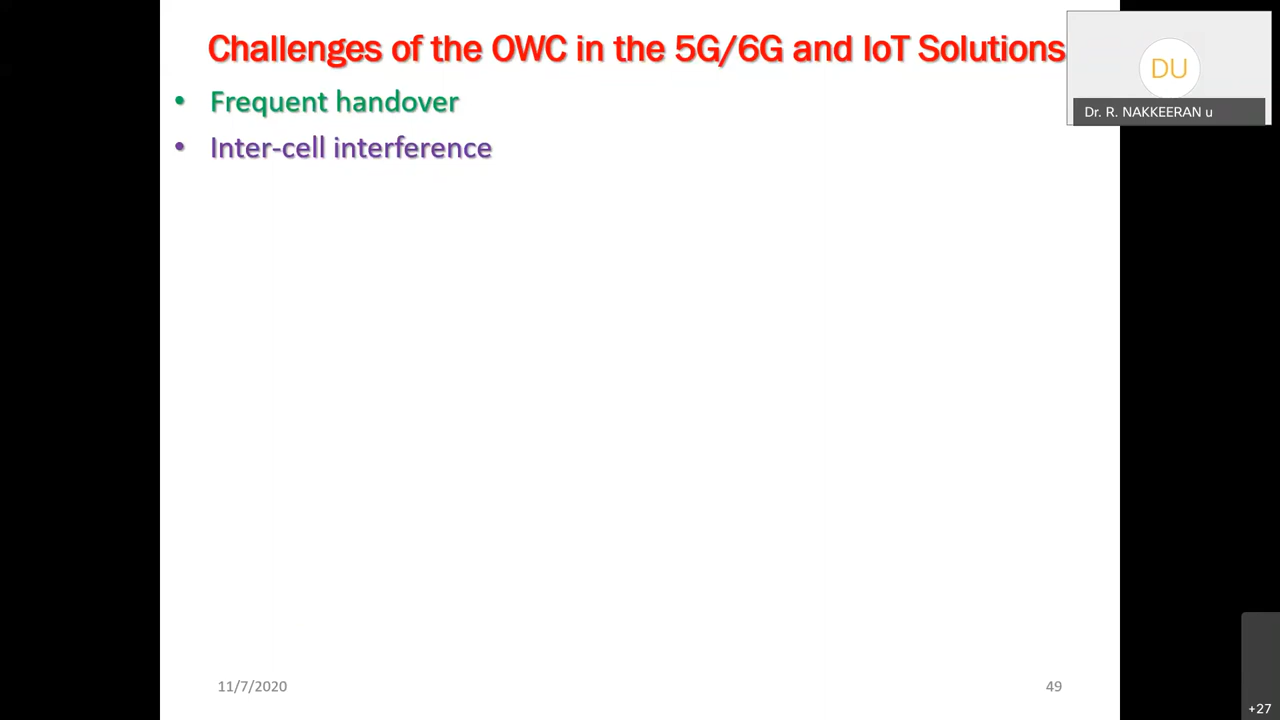 Challenges of the OWC in the 5G/6G and IoT Solutions
DU
Dr. R. NAKKEERAN u
• Frequent handover
• Inter-cell interference
11/7/2020
49
+27